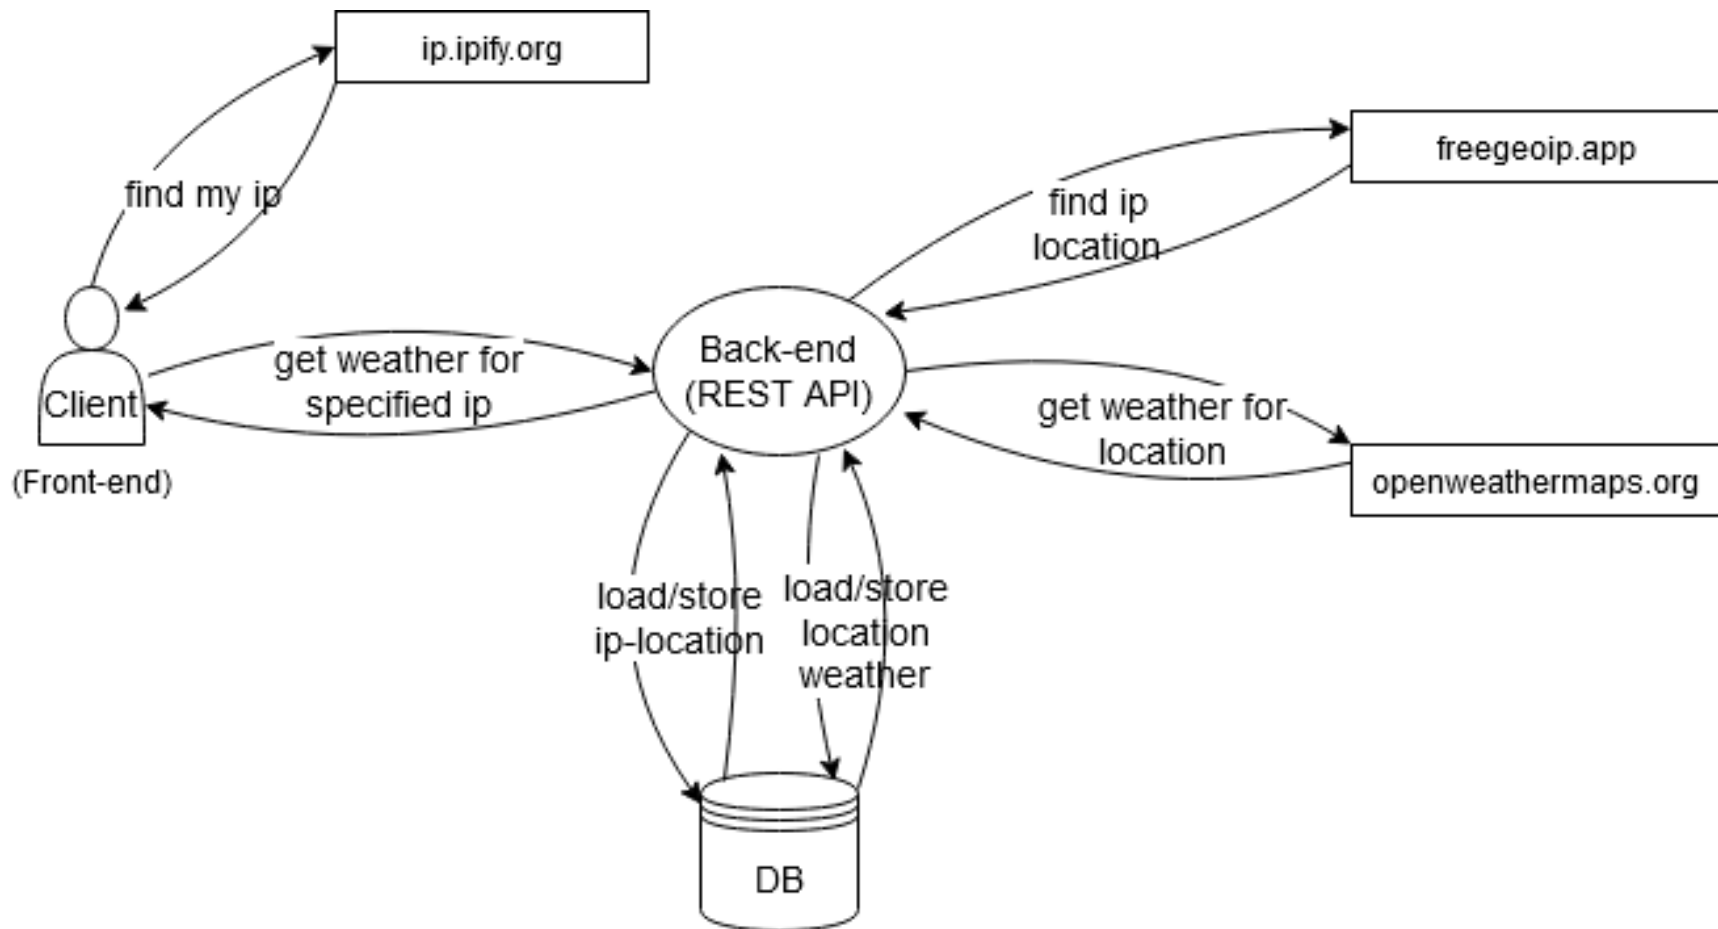 ip.ipify.org
freegeoip.app
find my ip
find ip
location
Back-end
(REST API)
get weather for
specified ip
Client
(Front-end)
get weather for
location
openweathermaps.org
load/store
ip-location
load/store
location
weather
DB